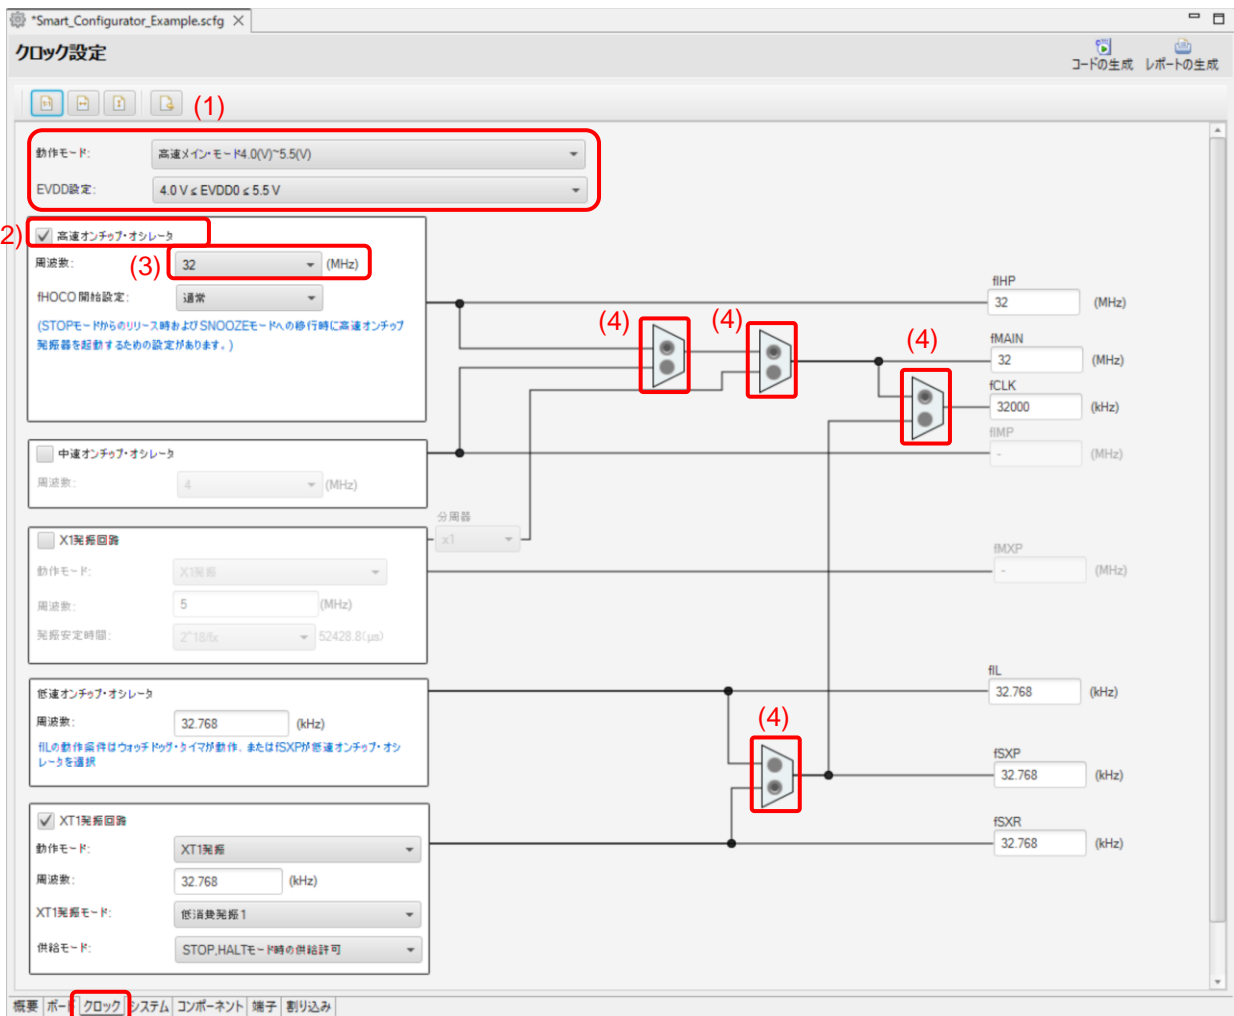 *Smart_Configurator_Example.scfg
クロック設定
コードの生成 レポートの生成
(1)
動作モード: 高速メイン・モード4.0(V)~5.5(V)
EVDD設定: 4.0 V ≤ EVDD0 ≤ 5.5 V
2)
高速オンチップ・オシレータ
周波数: (3) 32 (MHz)
fHOCO 開始設定: 通常
(STOPモードからのリリース時およびSNOOZEモードへの移行時に高速オンチップ
発振器を起動するための設定があります。)
fIHP
32 (MHz)
(4) (4) (4)
fMAIN
32 (MHz)
fCLK
32000 (kHz)
fIMP
- (MHz)
中速オンチップ・オシレータ
周波数: 4 (MHz)
分周器
x1
X1発振回路
動作モード: X1発振
周波数: 5 (MHz)
発振安定時間: 2^18/fx 52428.8(μs)
fMXP
- (MHz)
低速オンチップ・オシレータ
周波数: 32.768 (kHz)
fILの動作条件はウォッチドッグ・タイマが動作、またはfSXPが低速オンチップ・オシ
レータを選択
fIL
32.768 (kHz)
(4)
fSXP
32.768 (kHz)
fSXR
32.768 (kHz)
XT1発振回路
動作モード: XT1発振
周波数: 32.768 (kHz)
XT1発振モード: 低消費発振1
供給モード: STOP,HALTモード時の供給許可
概要 ボード クロック システム コンポーネント 端子 割り込み